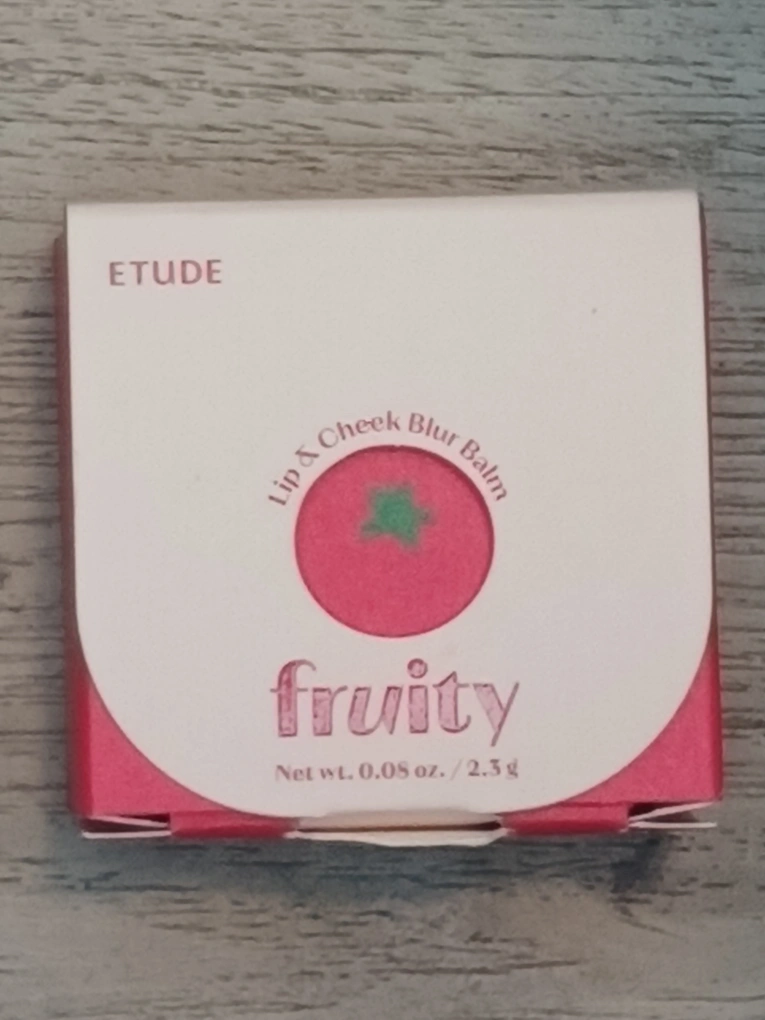 ETUDE
Lip & Cheek Blur Balm
fruity
Net wt. 0.08 oz. / 2.3 g